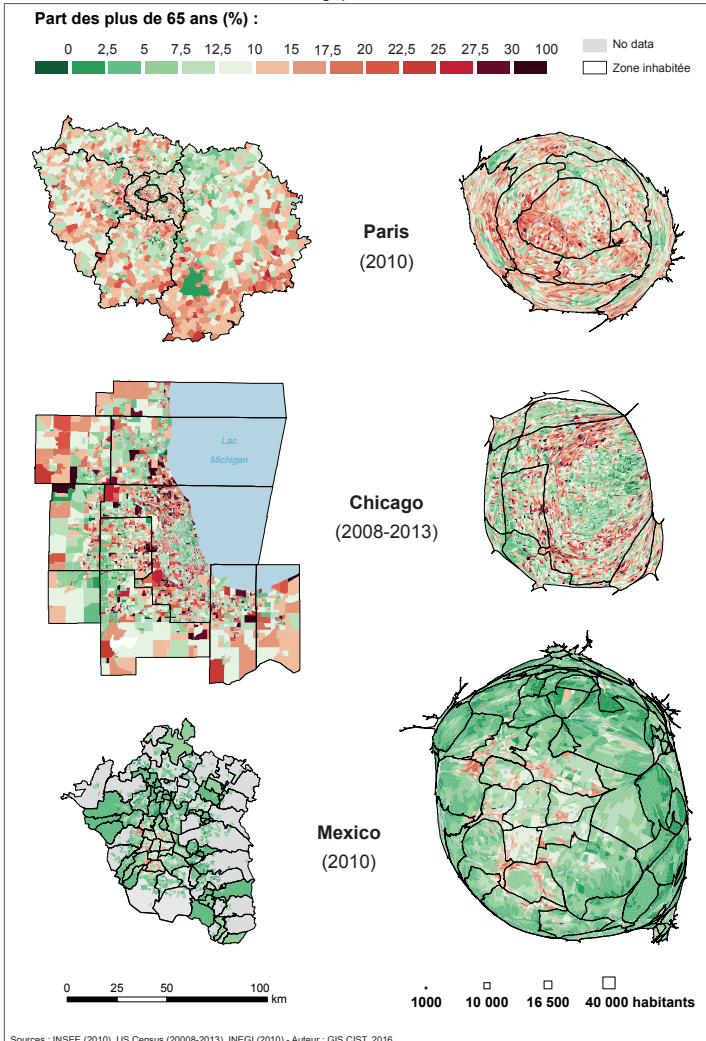 Part des plus de 65 ans (%) :
0 2,5 5 7,5 12,5 10 15 17,5 20 22,5 25 27,5 30 100
No data
Zone inhabitée
Paris
(2010)
Lac
Michigan
Chicago
(2008-2013)
Mexico
(2010)
0 25 50 100
km
1000 10 000 16 500 40 000 habitants
Sources : INSEE (2010), US Census (20008-2013), INEGI (2010) - Auteur : GIS CIST, 2016